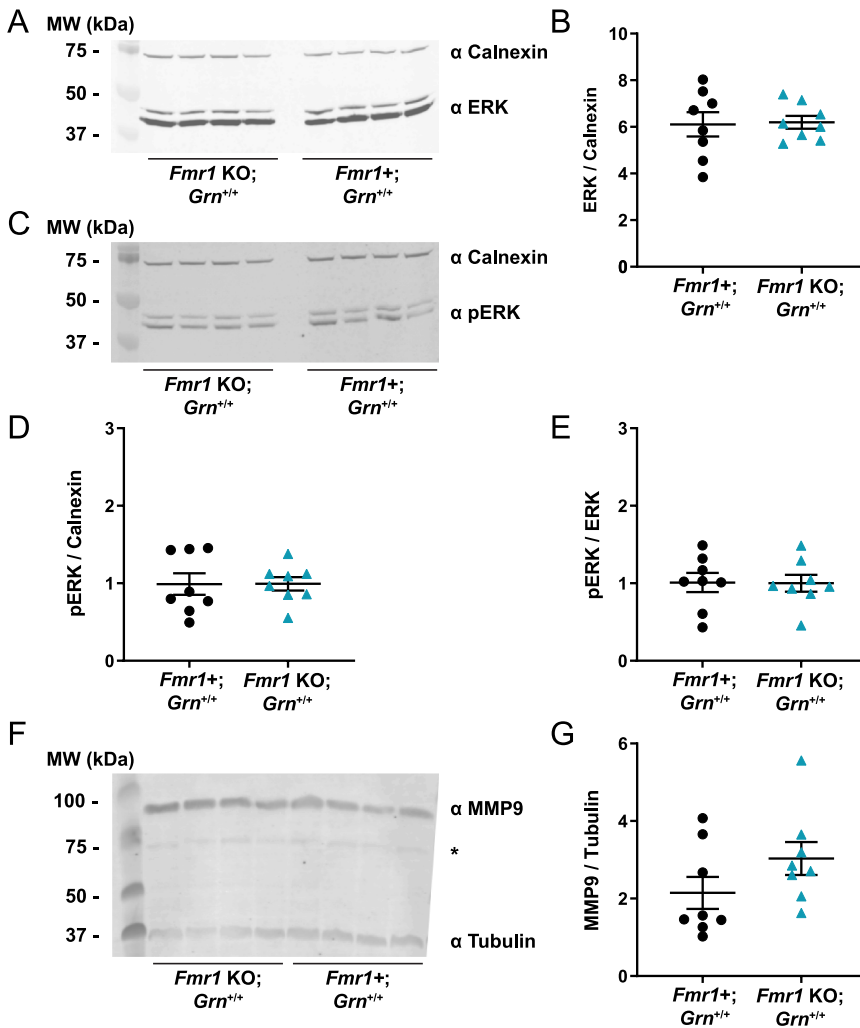 A
MW (kDa)
75 -
50 -
37 -
α Calnexin
α ERK
Fmr1 KO;
Grn+/+
Fmr1+;
Grn+/+
B
ERK / Calnexin
10
8
6
4
2
0
Fmr1+;
Grn+/+
Fmr1 KO;
Grn+/+
C
MW (kDa)
75 -
50 -
37 -
α Calnexin
α pERK
Fmr1 KO;
Grn+/+
Fmr1+;
Grn+/+
D
pERK / Calnexin
3
2
1
0
Fmr1+;
Grn+/+
Fmr1 KO;
Grn+/+
E
pERK / ERK
3
2
1
0
Fmr1+;
Grn+/+
Fmr1 KO;
Grn+/+
F
MW (kDa)
100 -
75 -
50 -
37 -
α MMP9
*
α Tubulin
Fmr1 KO;
Grn+/+
Fmr1+;
Grn+/+
G
MMP9 / Tubulin
6
4
2
0
Fmr1+;
Grn+/+
Fmr1 KO;
Grn+/+